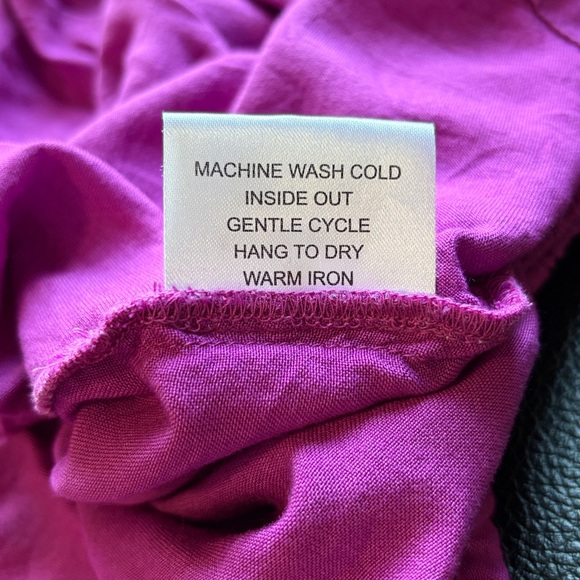 MACHINE WASH COLD
INSIDE OUT
GENTLE CYCLE
HANG TO DRY
WARM IRON